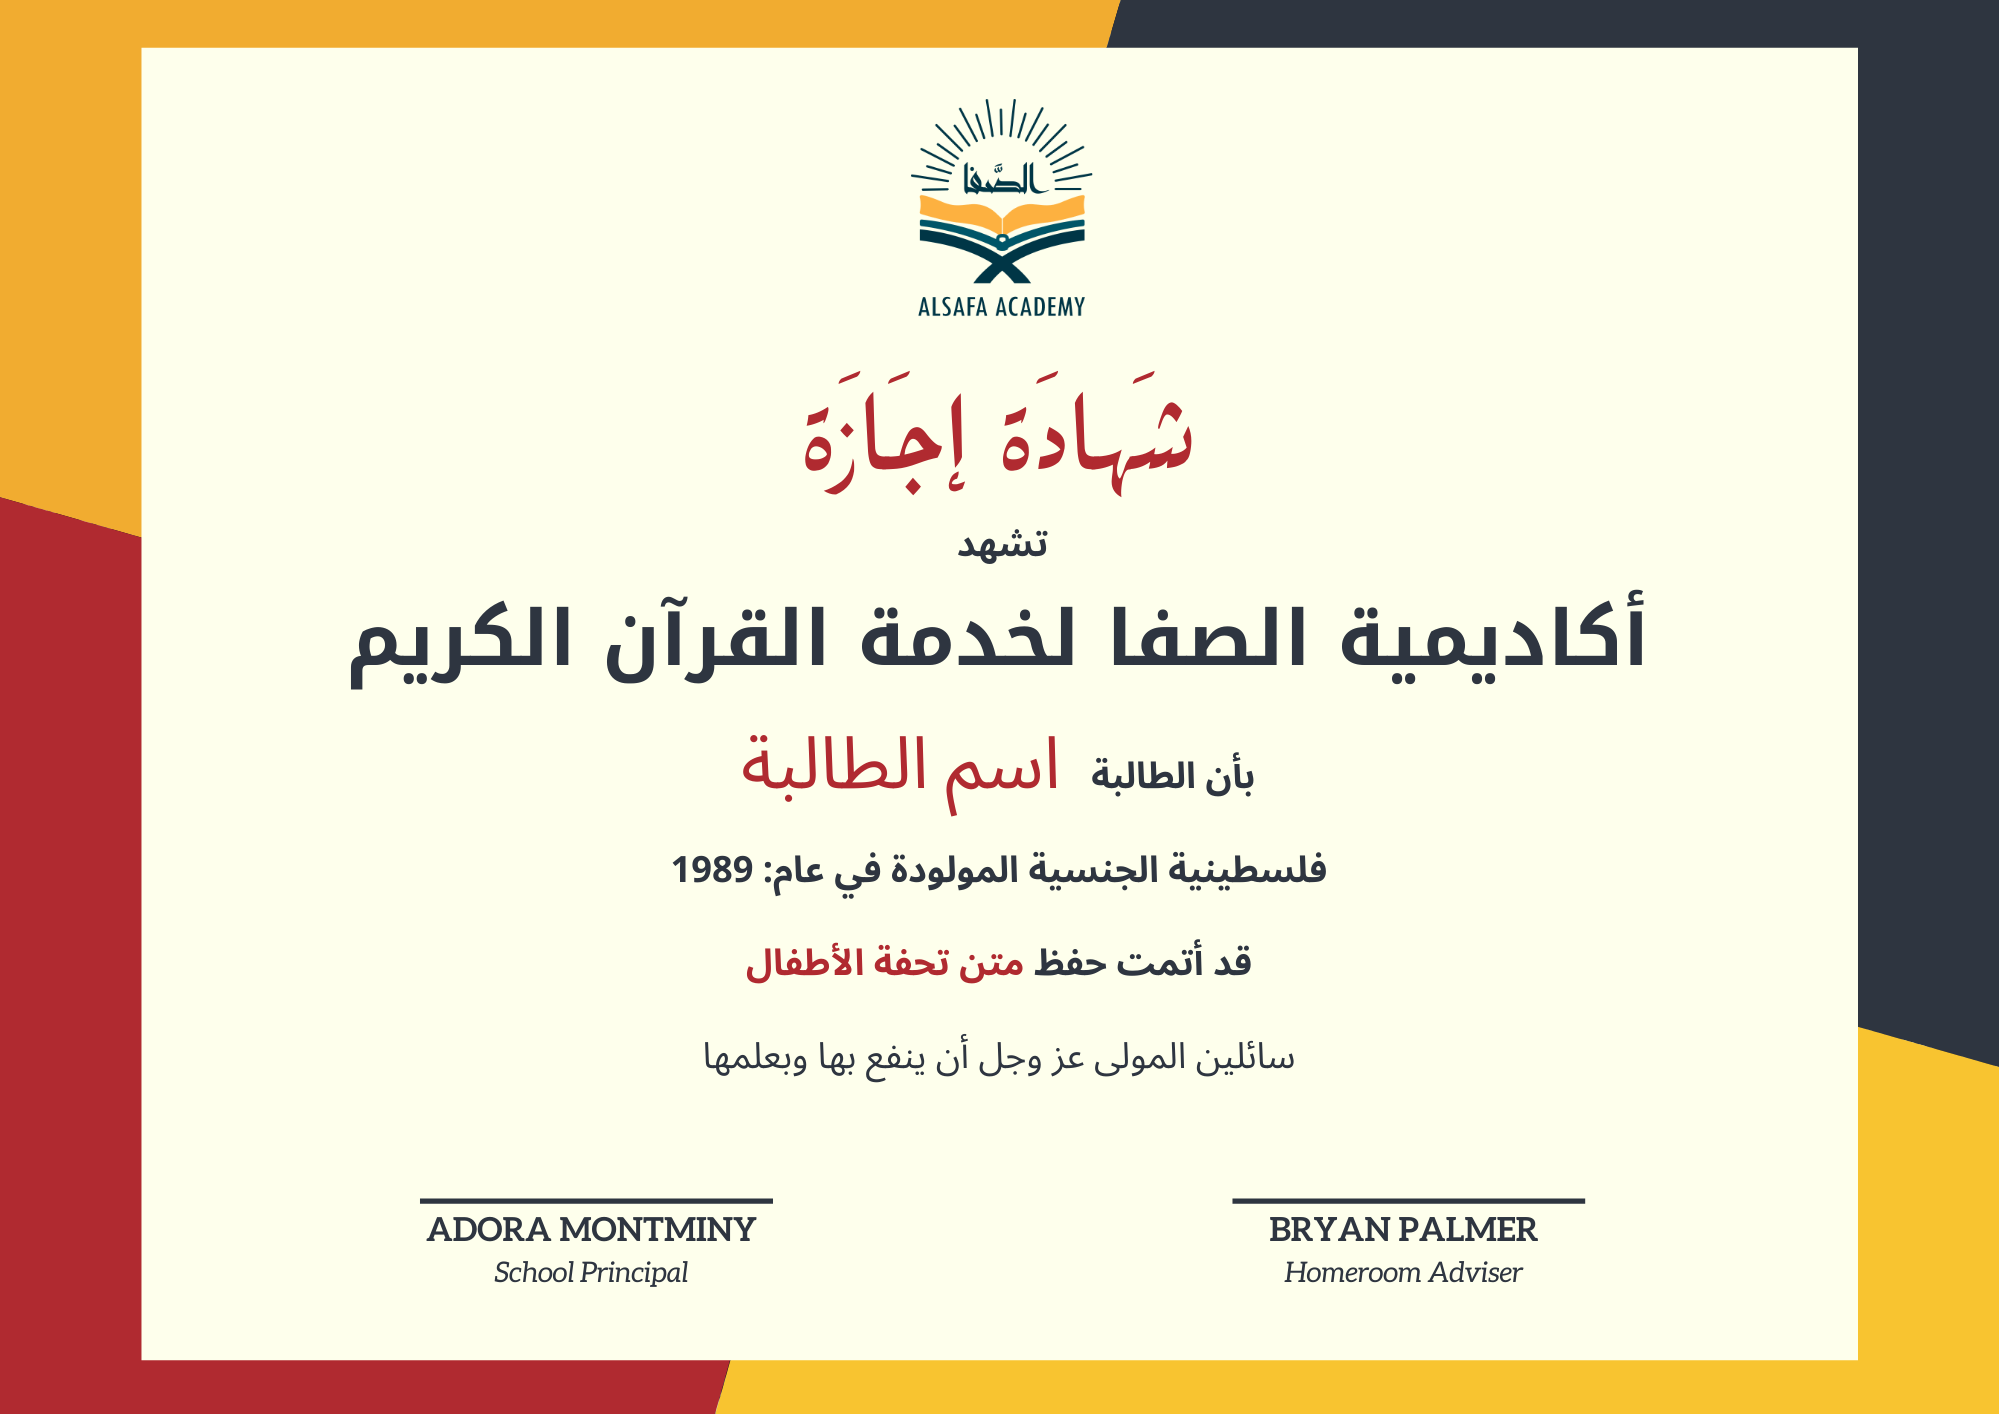 الصَّفا
ALSAFA ACADEMY
شَهَادَة إجَازَة
تشهد
أكاديمية الصفا لخدمة القرآن الكريم
بأن الطالبة اسم الطالبة
فلسطينية الجنسية المولودة في عام: 1989
قد أتمت حفظ متن تحفة الأطفال
سائلين المولى عز وجل أن ينفع بها وبعلمها
ADORA MONTMINY
School Principal
BRYAN PALMER
Homeroom Adviser